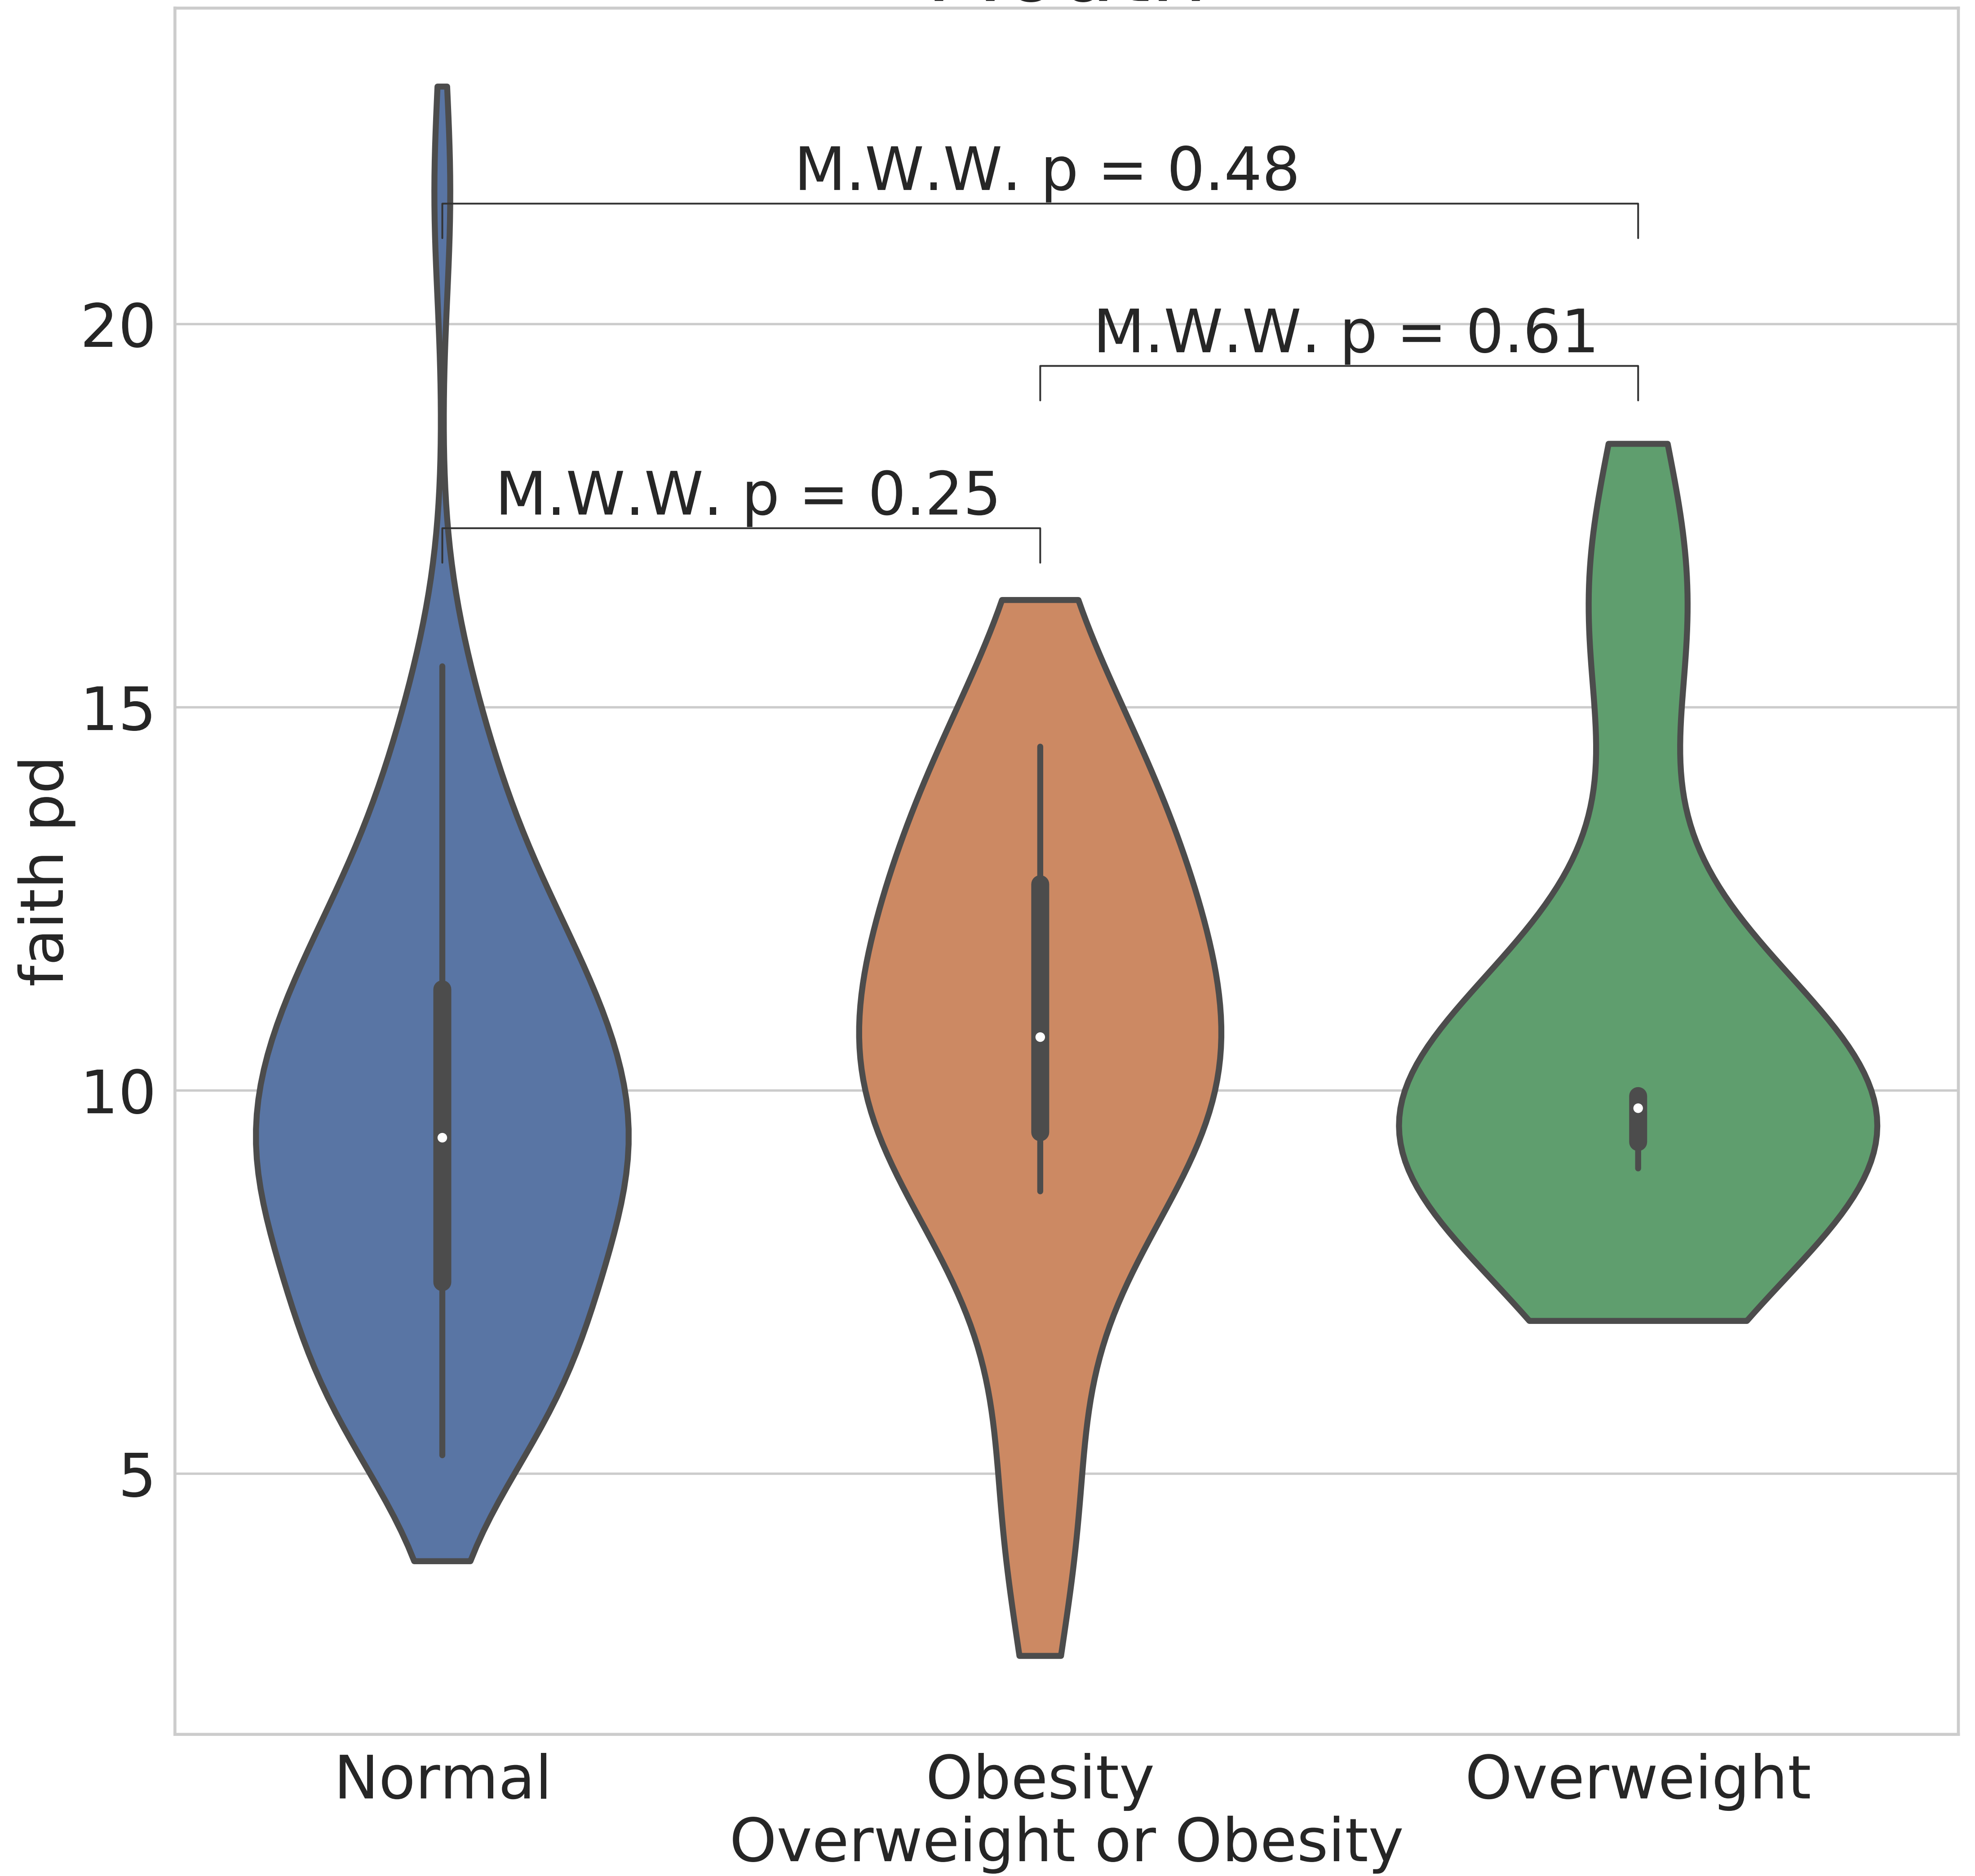 M.W.W. p = 0.48
20
M.W.W. p = 0.61
M.W.W. p = 0.25
15
faith pd
10
5
Normal Obesity Overweight
Overweight or Obesity